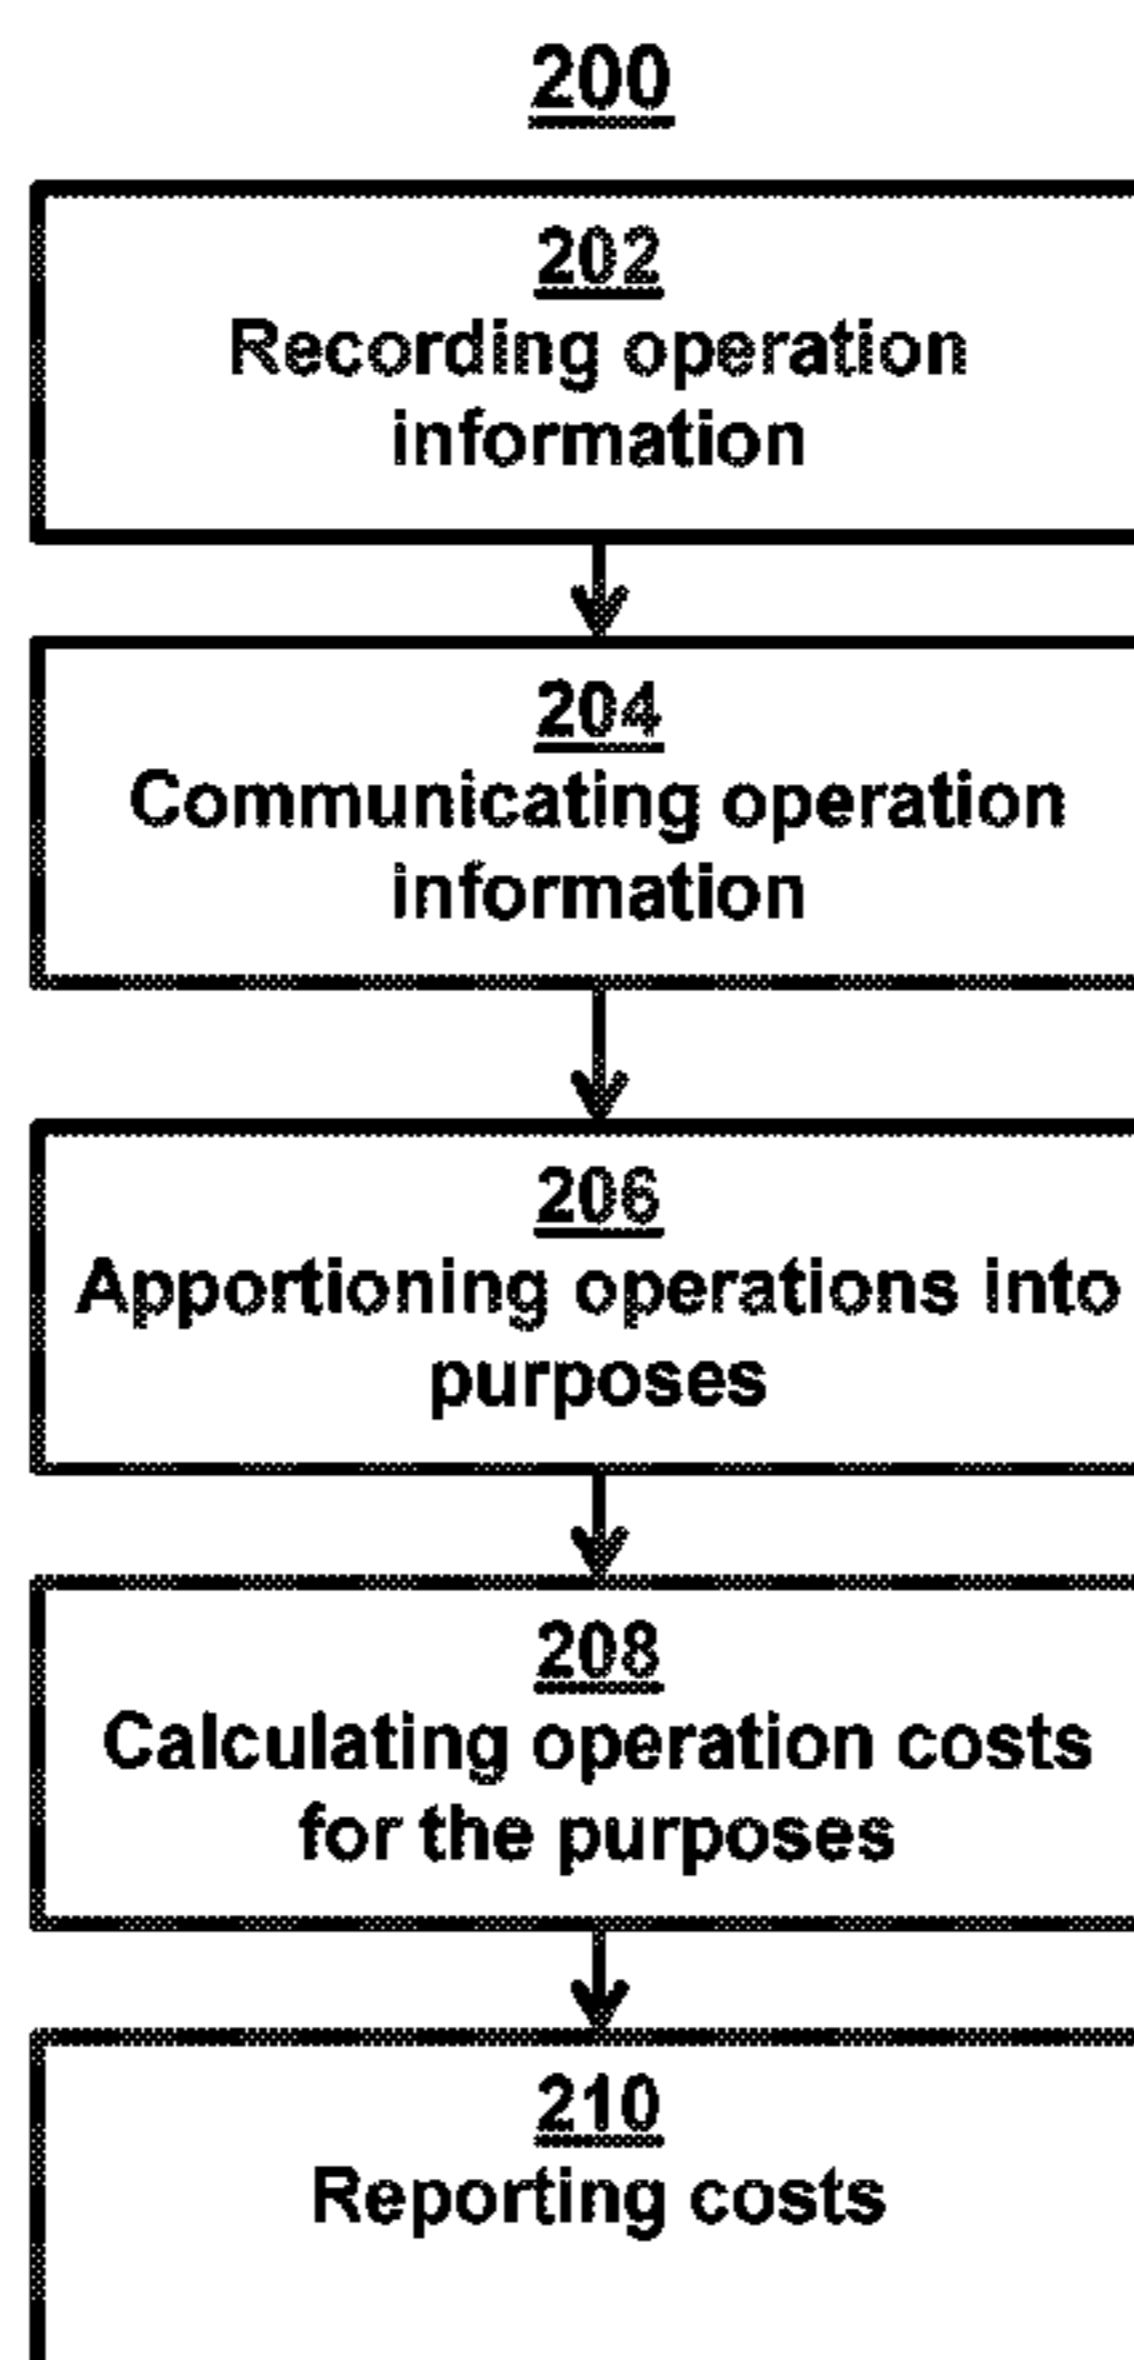 200
202
Recording operation
information
204
Communicating operation
information
206
Apportioning operations into
purposes
208
Calculating operation costs
for the purposes
210
Reporting costs